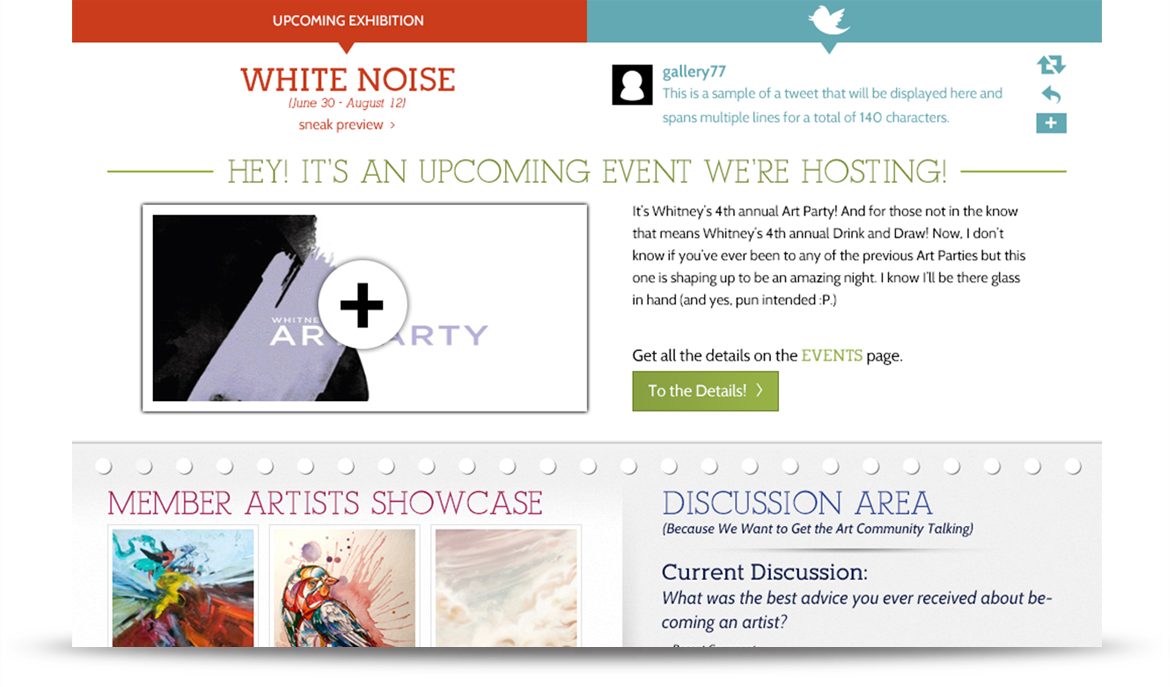 UPCOMING EXHIBITION
WHITE NOISE
(June 30 - August 12)
sneak preview >
gallery77
This is a sample of a tweet that will be displayed here and
spans multiple lines for a total of 140 characters.
HEY! IT'S AN UPCOMING EVENT WE'RE HOSTING!
WHITNE
AR ARTY
It's Whitney's 4th annual Art Party! And for those not in the know
that means Whitney's 4th annual Drink and Draw! Now, I don't
know if you've ever been to any of the previous Art Parties but this
one is shaping up to be an amazing night. I know I'll be there glass
in hand (and yes, pun intended :P.)
Get all the details on the EVENTS page.
To the Details! >
MEMBER ARTISTS SHOWCASE
DISCUSSION AREA
(Because We Want to Get the Art Community Talking)
Current Discussion:
What was the best advice you ever received about be-
coming an artist?